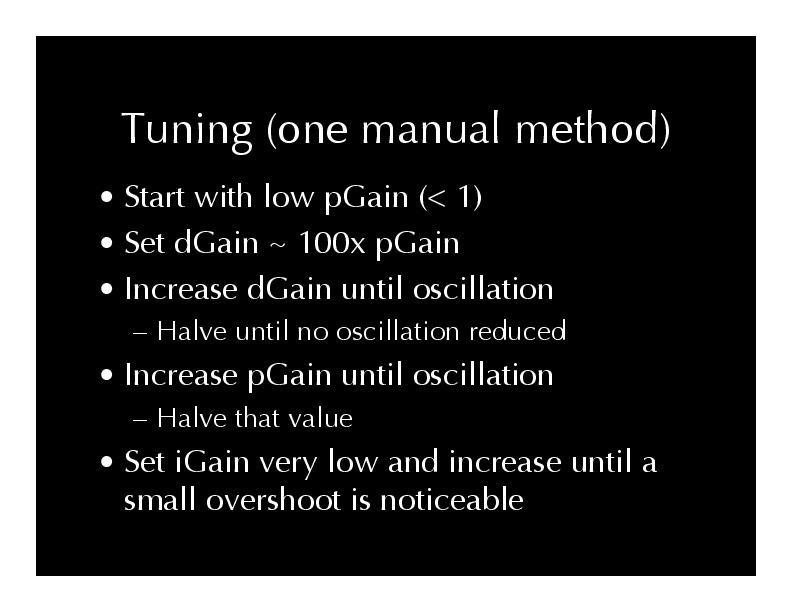 Tuning (one manual method)
• Start with low pGain (< 1)
• Set dGain ~ 100x pGain
• Increase dGain until oscillation
– Halve until no oscillation reduced
• Increase pGain until oscillation
– Halve that value
• Set iGain very low and increase until a
small overshoot is noticeable